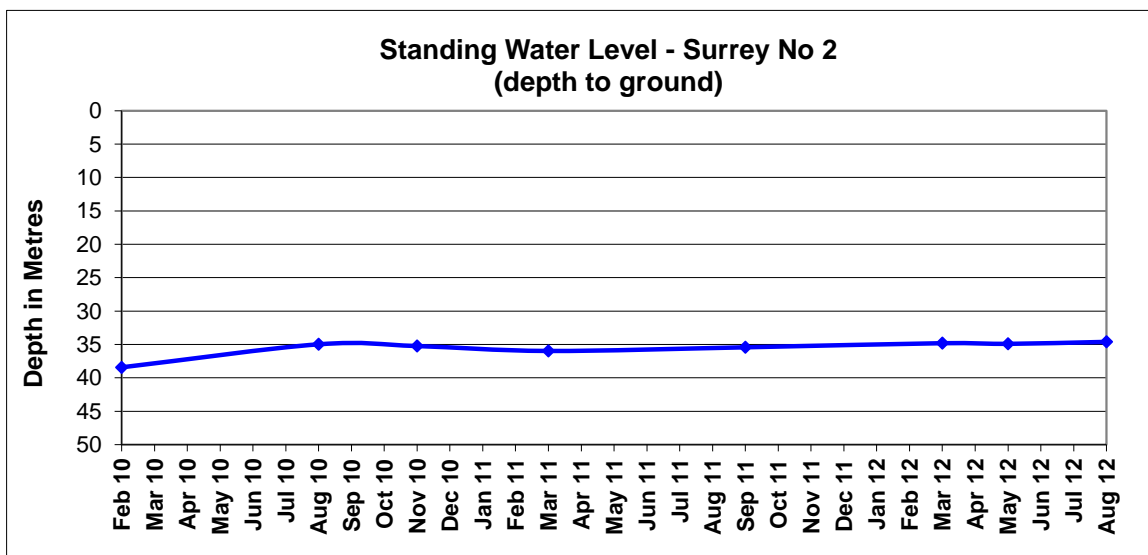 Standing Water Level - Surrey No 2
(depth to ground)
0
5
10
15
20
25
30
35
40
45
50
Depth in Metres
Feb 10
Mar 10
Apr 10
May 10
Jun 10
Jul 10
Aug 10
Sep 10
Oct 10
Nov 10
Dec 10
Jan 11
Feb 11
Mar 11
Apr 11
May 11
Jun 11
Jul 11
Aug 11
Sep 11
Oct 11
Nov 11
Dec 11
Jan 12
Feb 12
Mar 12
Apr 12
May 12
Jun 12
Jul 12
Aug 12